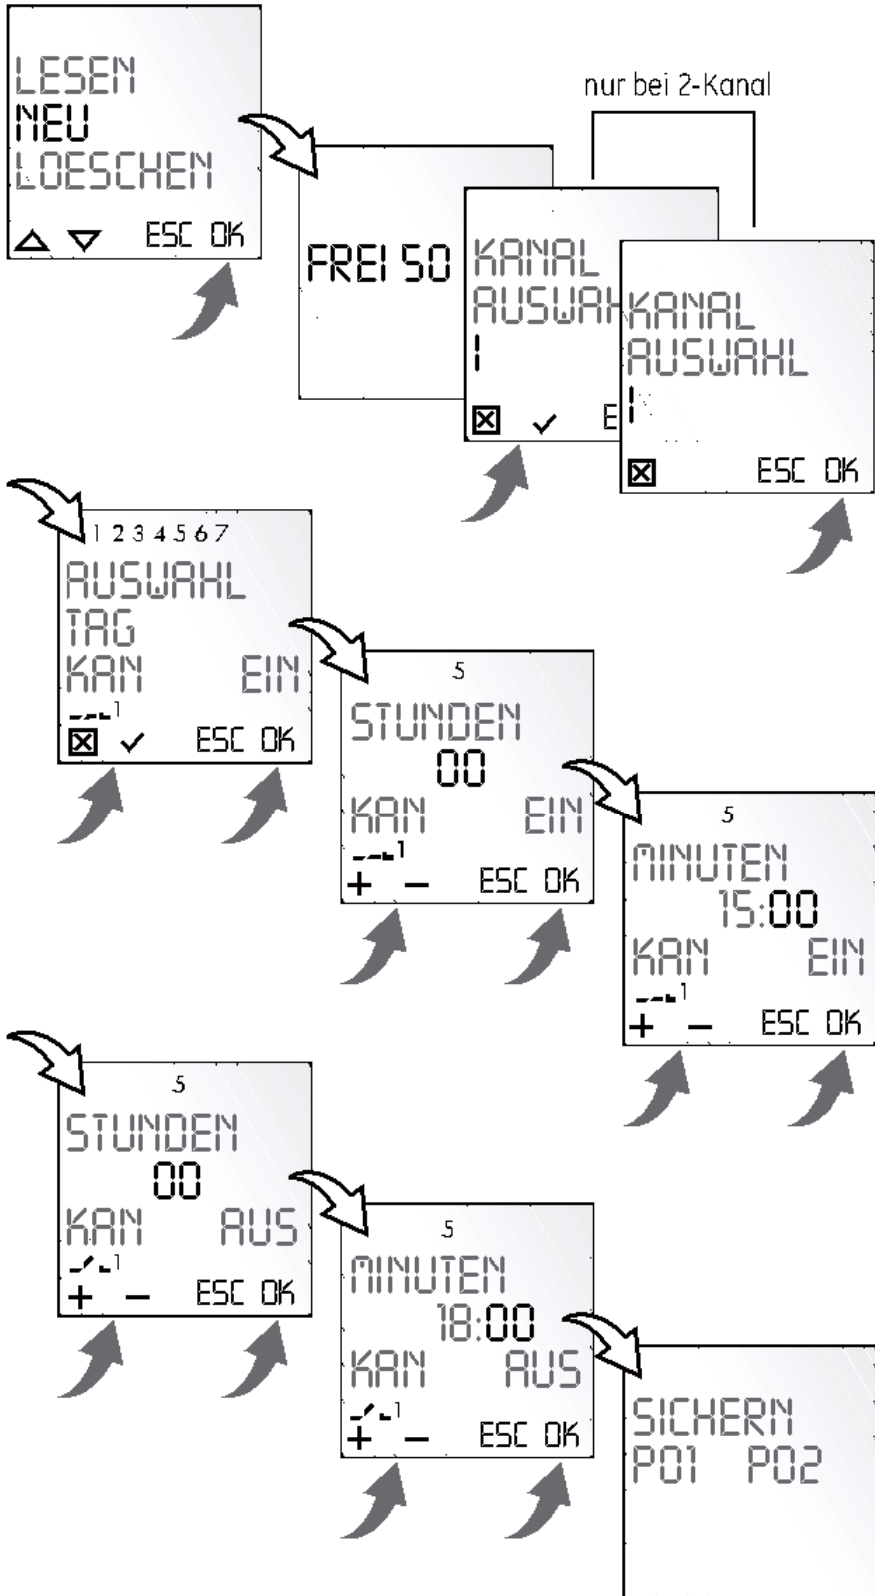 LESEN
NEU
LOESCHEN
ESC OK
nur bei 2-Kanal
FREI 50
KANAL
AUSWAH
1
E
KANAL
AUSWAHL
1
ESC OK
1 2 3 4 5 6 7
AUSWAHL
TAG
KAN EIN
1
ESC OK
5
STUNDEN
00
KAN EIN
1
+ − ESC OK
5
MINUTEN
15:00
KAN EIN
1
+ − ESC OK
5
STUNDEN
00
KAN AUS
1
+ − ESC OK
5
MINUTEN
18:00
KAN AUS
1
+ − ESC OK
SICHERN
P01 P02